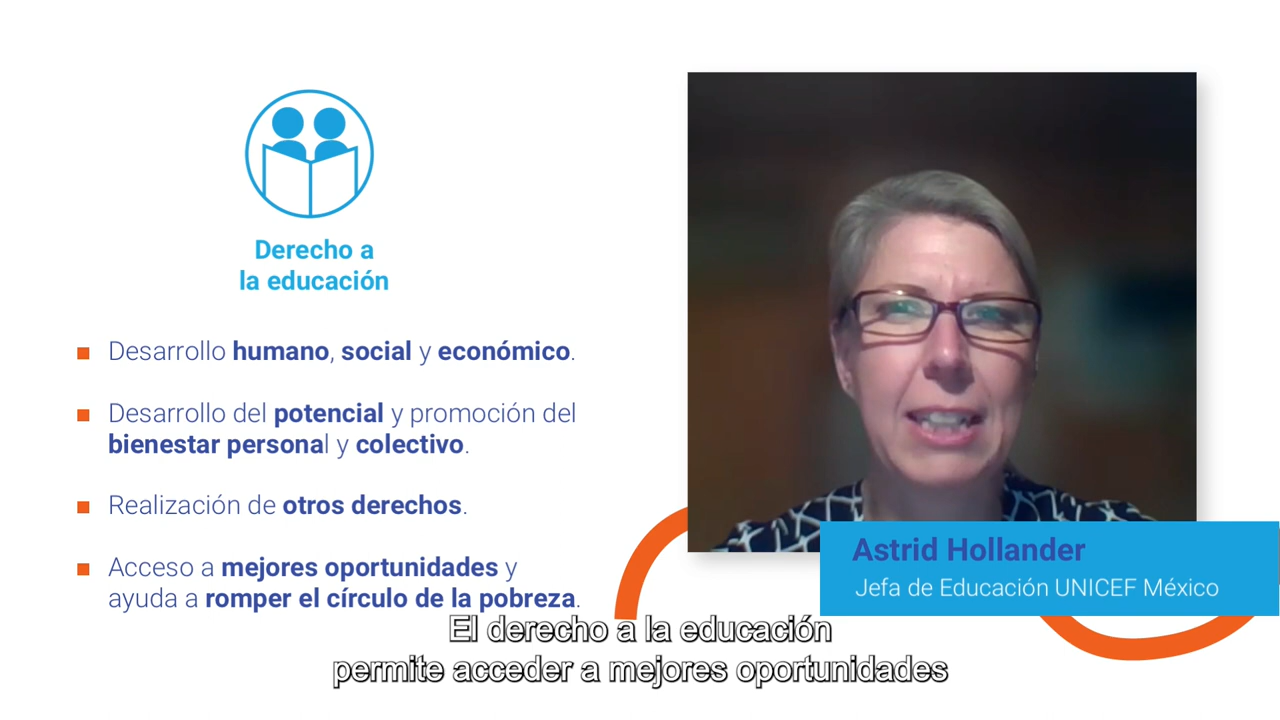 Derecho a
la educación
Desarrollo humano, social y económico.
Desarrollo del potencial y promoción del
bienestar personal y colectivo.
Realización de otros derechos.
Acceso a mejores oportunidades y
ayuda a romper el círculo de la pobreza.
Astrid Hollander
Jefa de Educación UNICEF México
El derecho a la educación
permite acceder a mejores oportunidades